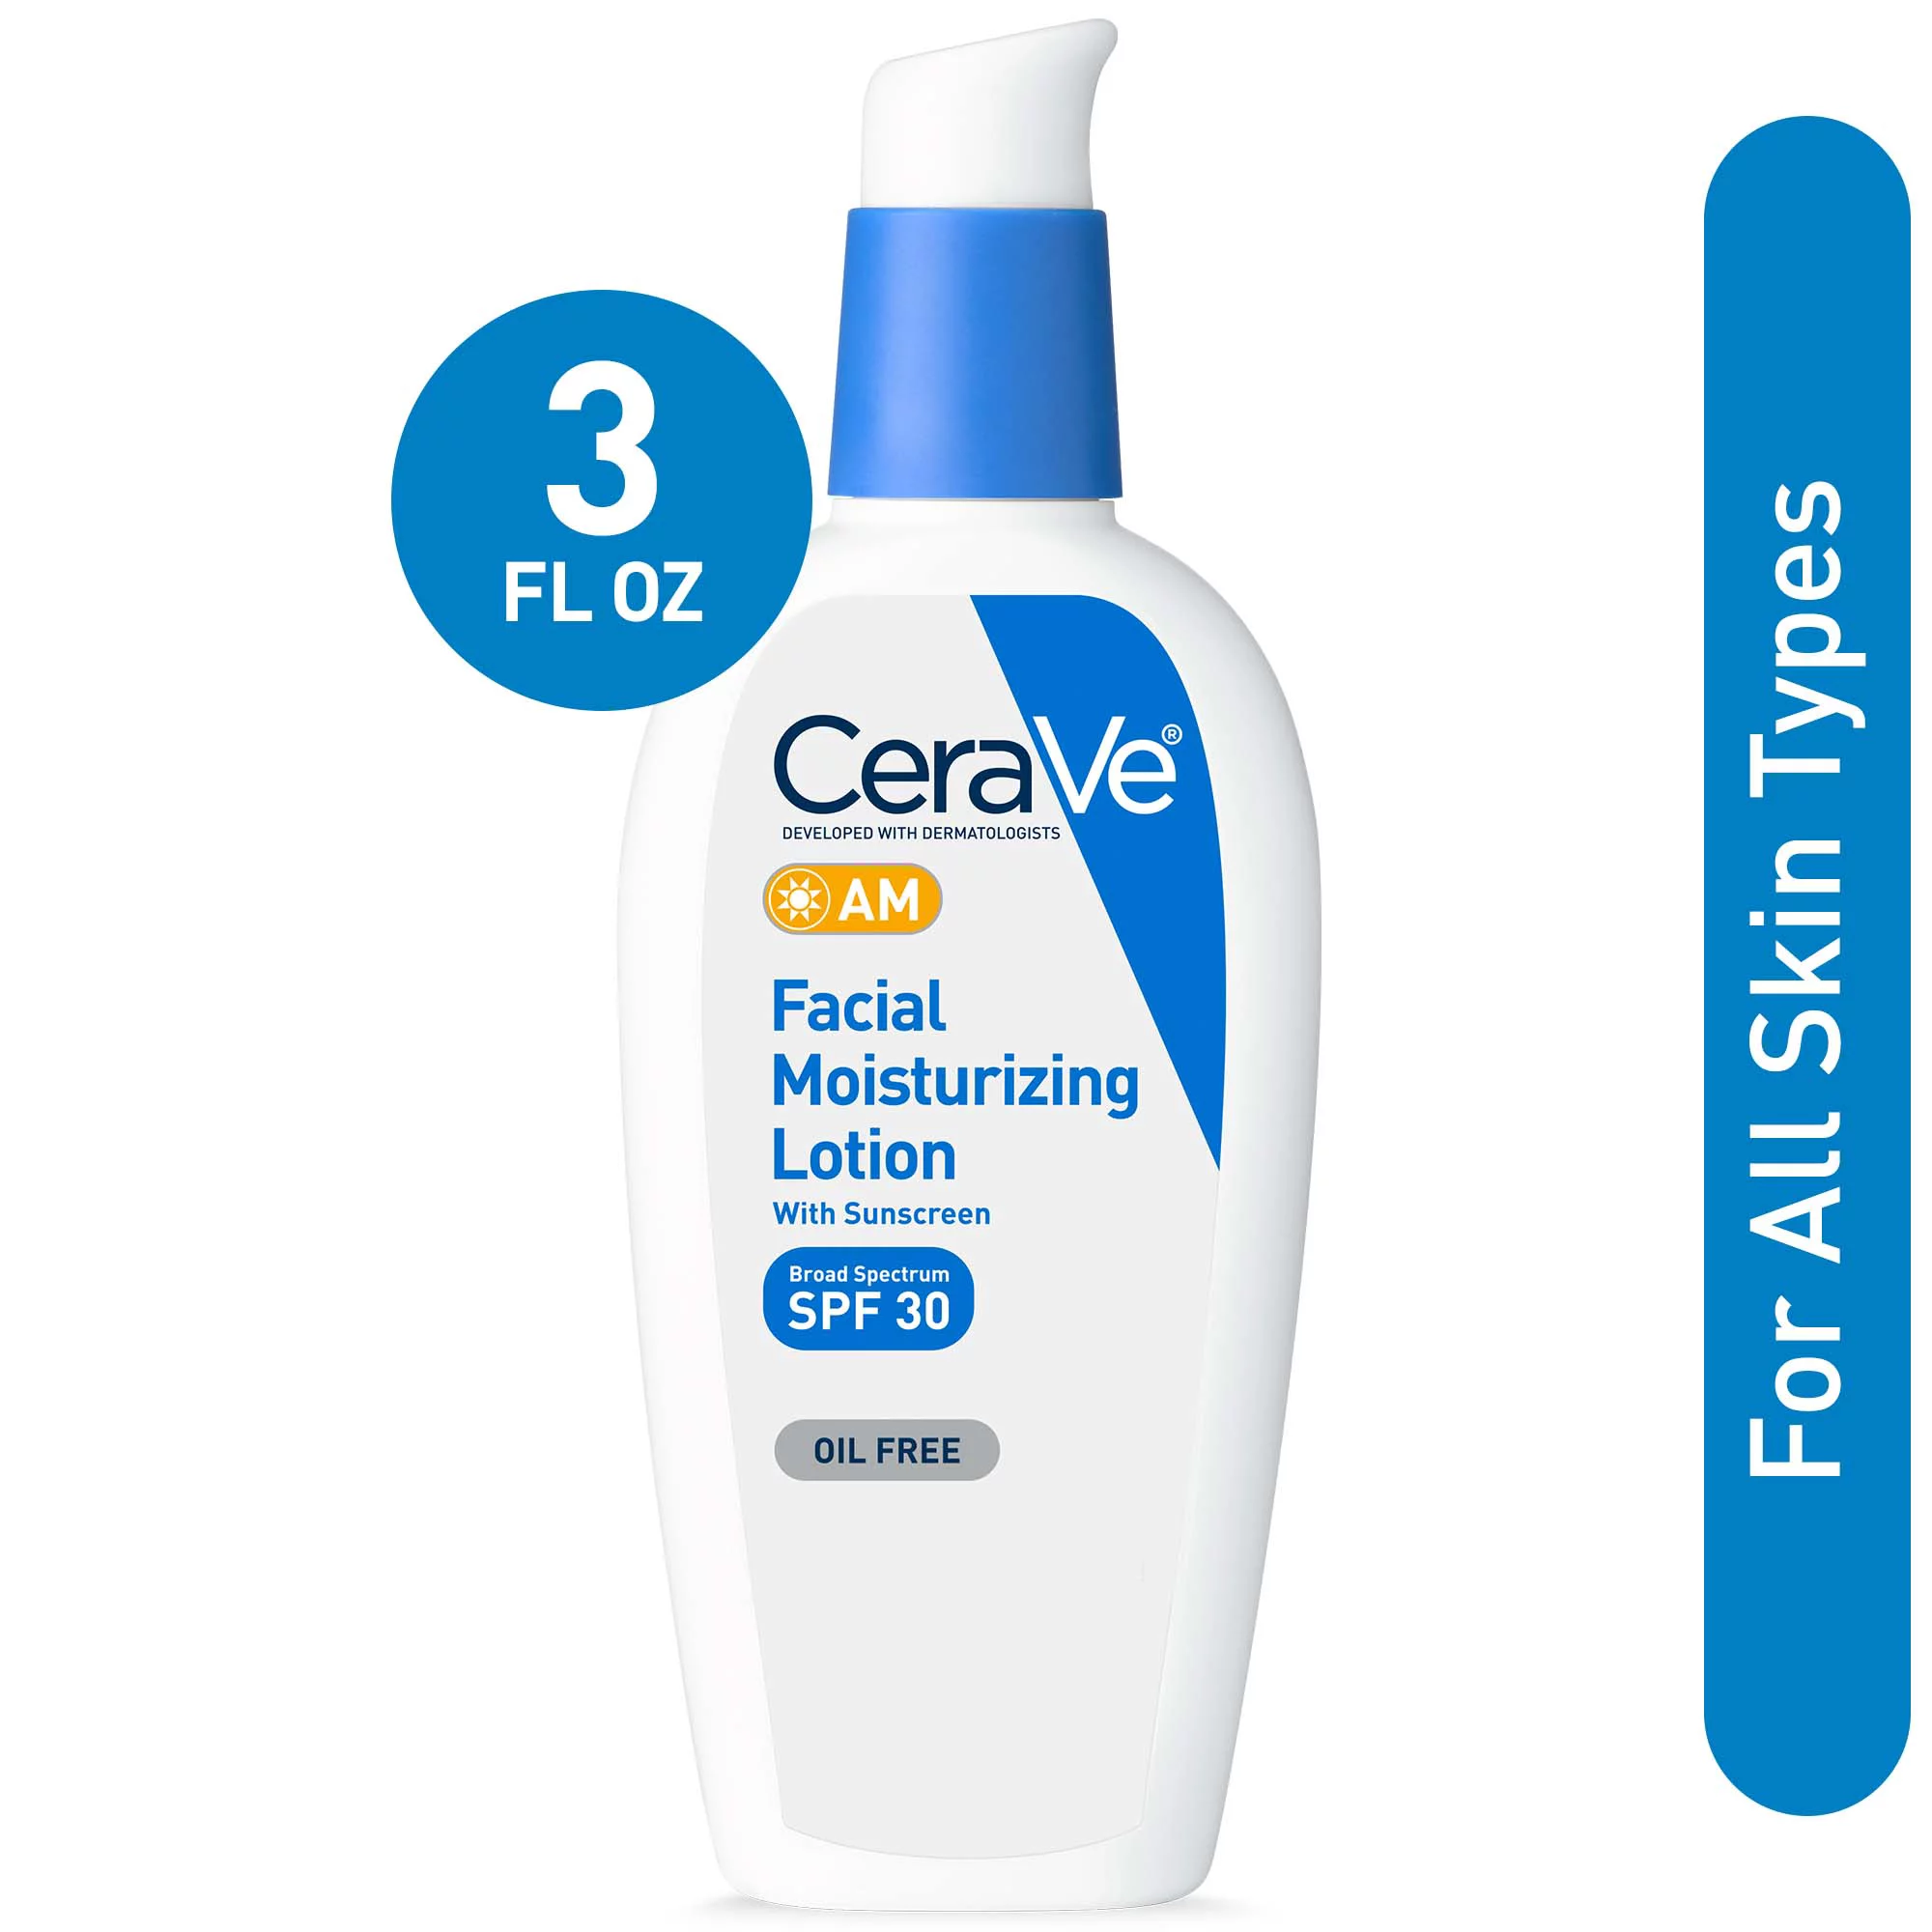 3
FL OZ
CeraVe®
DEVELOPED WITH DERMATOLOGISTS
AM
Facial
Moisturizing
Lotion
With Sunscreen
Broad Spectrum
SPF 30
OIL FREE
For All Skin Types